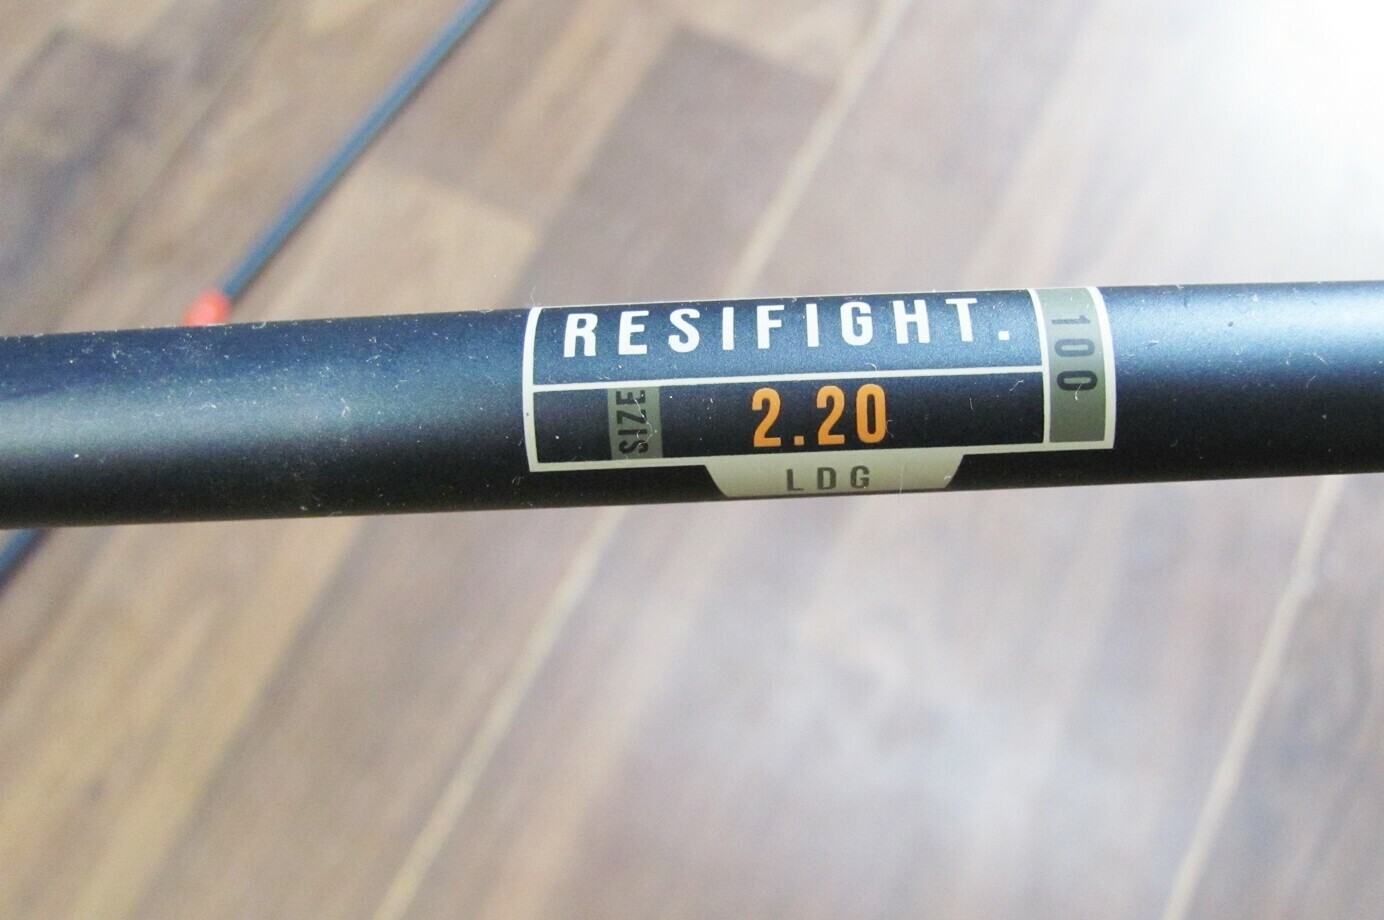 RESIFIGHT.
100
SIZE
2.20
LDG